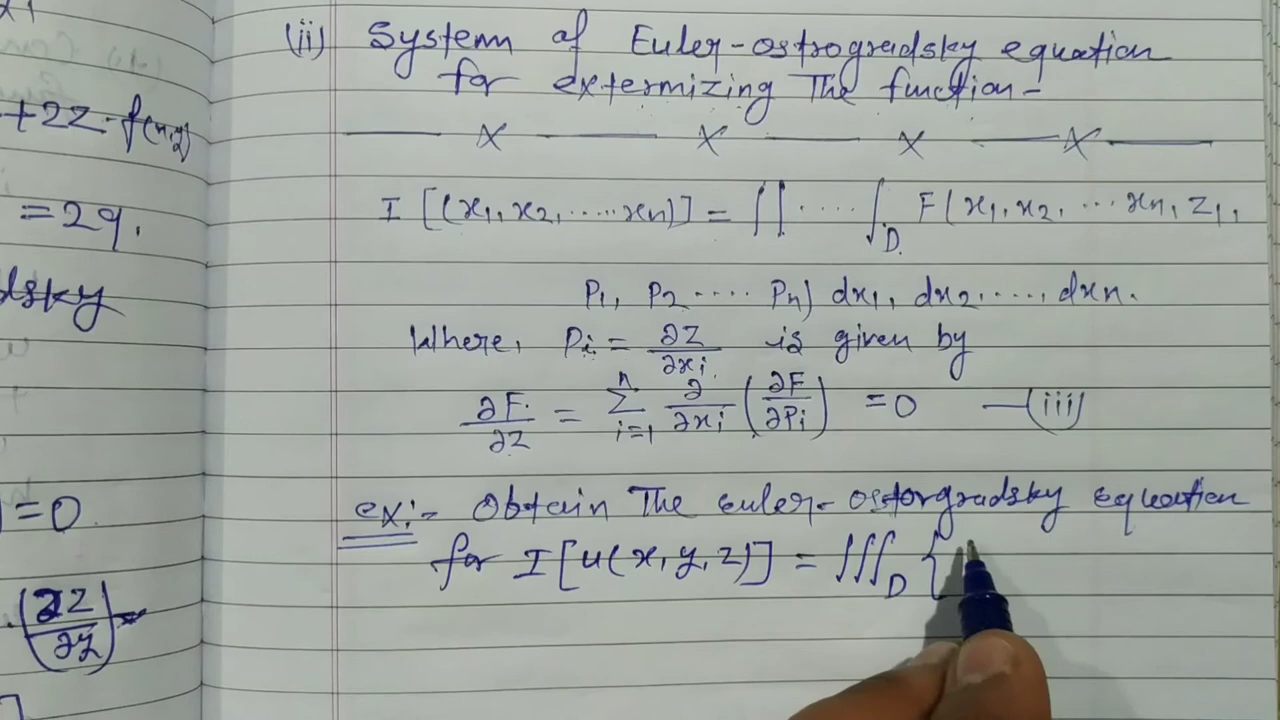 +2z·f(x,y)
=2q.
dsky
=0
·(∂z/∂y)
(ii) System of Euler-ostrogradsky equation
for extermizing The function-
I [(x1, x2, ..... xn)] = ∫∫ .... ∫D F(x1, x2, ... xn, z1,
P1, P2 ..... Pn) dx1, dx2 ...., dxn.
Where, Pi = ∂z/∂xi is given by
∂F/∂z = Σ i=1 n ∂/∂xi (∂F/∂Pi) = 0 —(iii)
ex:- Obtain The euler-ostorgradsky equation
for I[u(x,y,z)] = ∫∫∫D {